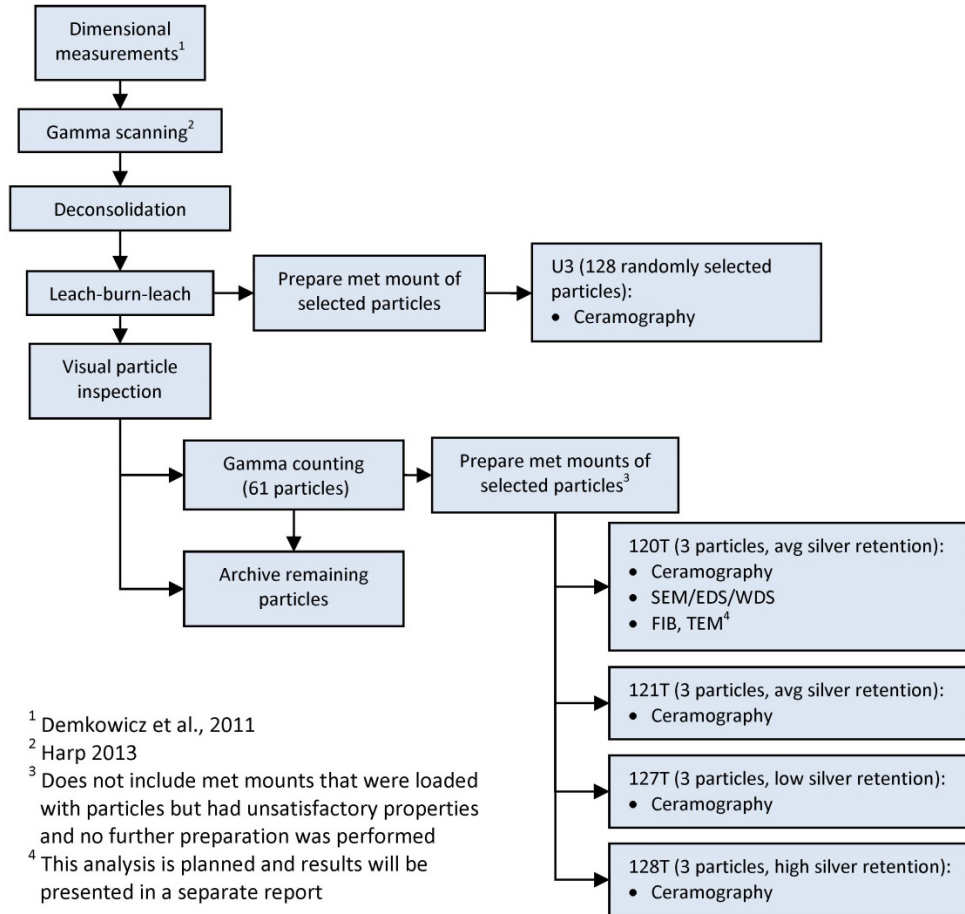 Dimensional
measurements¹
Gamma scanning²
Deconsolidation
Leach-burn-leach
Prepare met mount of
selected particles
U3 (128 randomly selected
particles):
• Ceramography
Visual particle
inspection
Gamma counting
(61 particles)
Prepare met mounts of
selected particles³
Archive remaining
particles
120T (3 particles, avg silver retention):
• Ceramography
• SEM/EDS/WDS
• FIB, TEM⁴
121T (3 particles, avg silver retention):
• Ceramography
127T (3 particles, low silver retention):
• Ceramography
128T (3 particles, high silver retention):
• Ceramography
¹ Demkowicz et al., 2011
² Harp 2013
³ Does not include met mounts that were loaded
with particles but had unsatisfactory properties
and no further preparation was performed
⁴ This analysis is planned and results will be
presented in a separate report